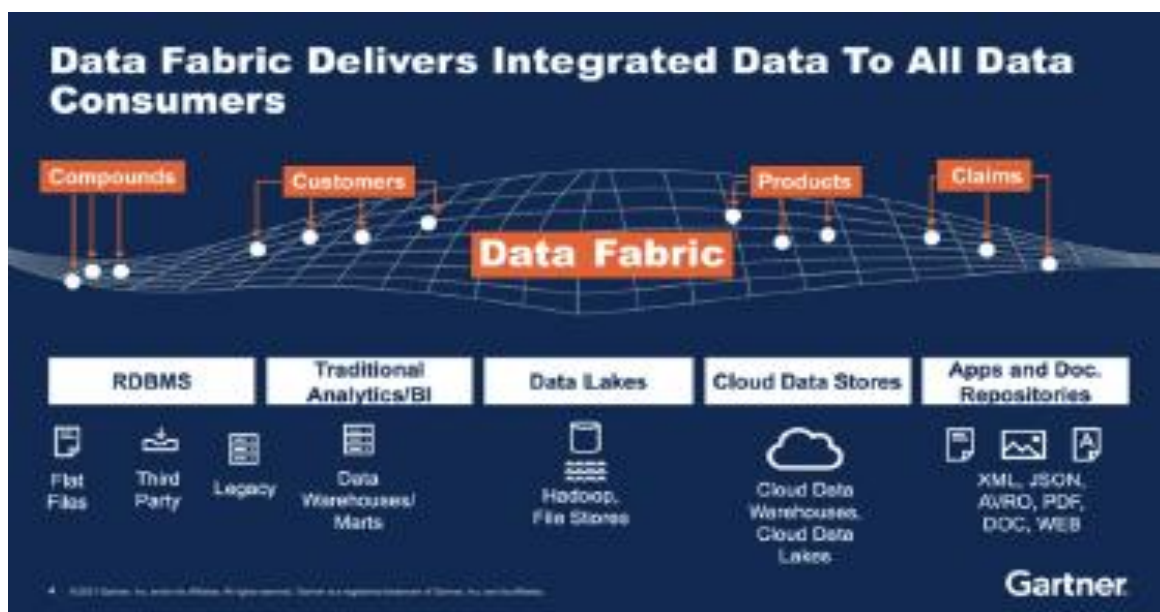 Data Fabric Delivers Integrated Data To All Data
Consumers
Compounds
Customers
Products
Claims
Data Fabric
RDBMS
Traditional
Analytics/BI
Data Lakes
Cloud Data Stores
Apps and Doc.
Repositories
Flat
Files
Third
Party
Legacy
Data
Warehouses/
Marts
Hadoop,
File Stores
Cloud Data
Warehouses,
Cloud Data
Lakes
A
XML, JSON,
AVRO, PDF,
DOC, WEB
4
Gartner